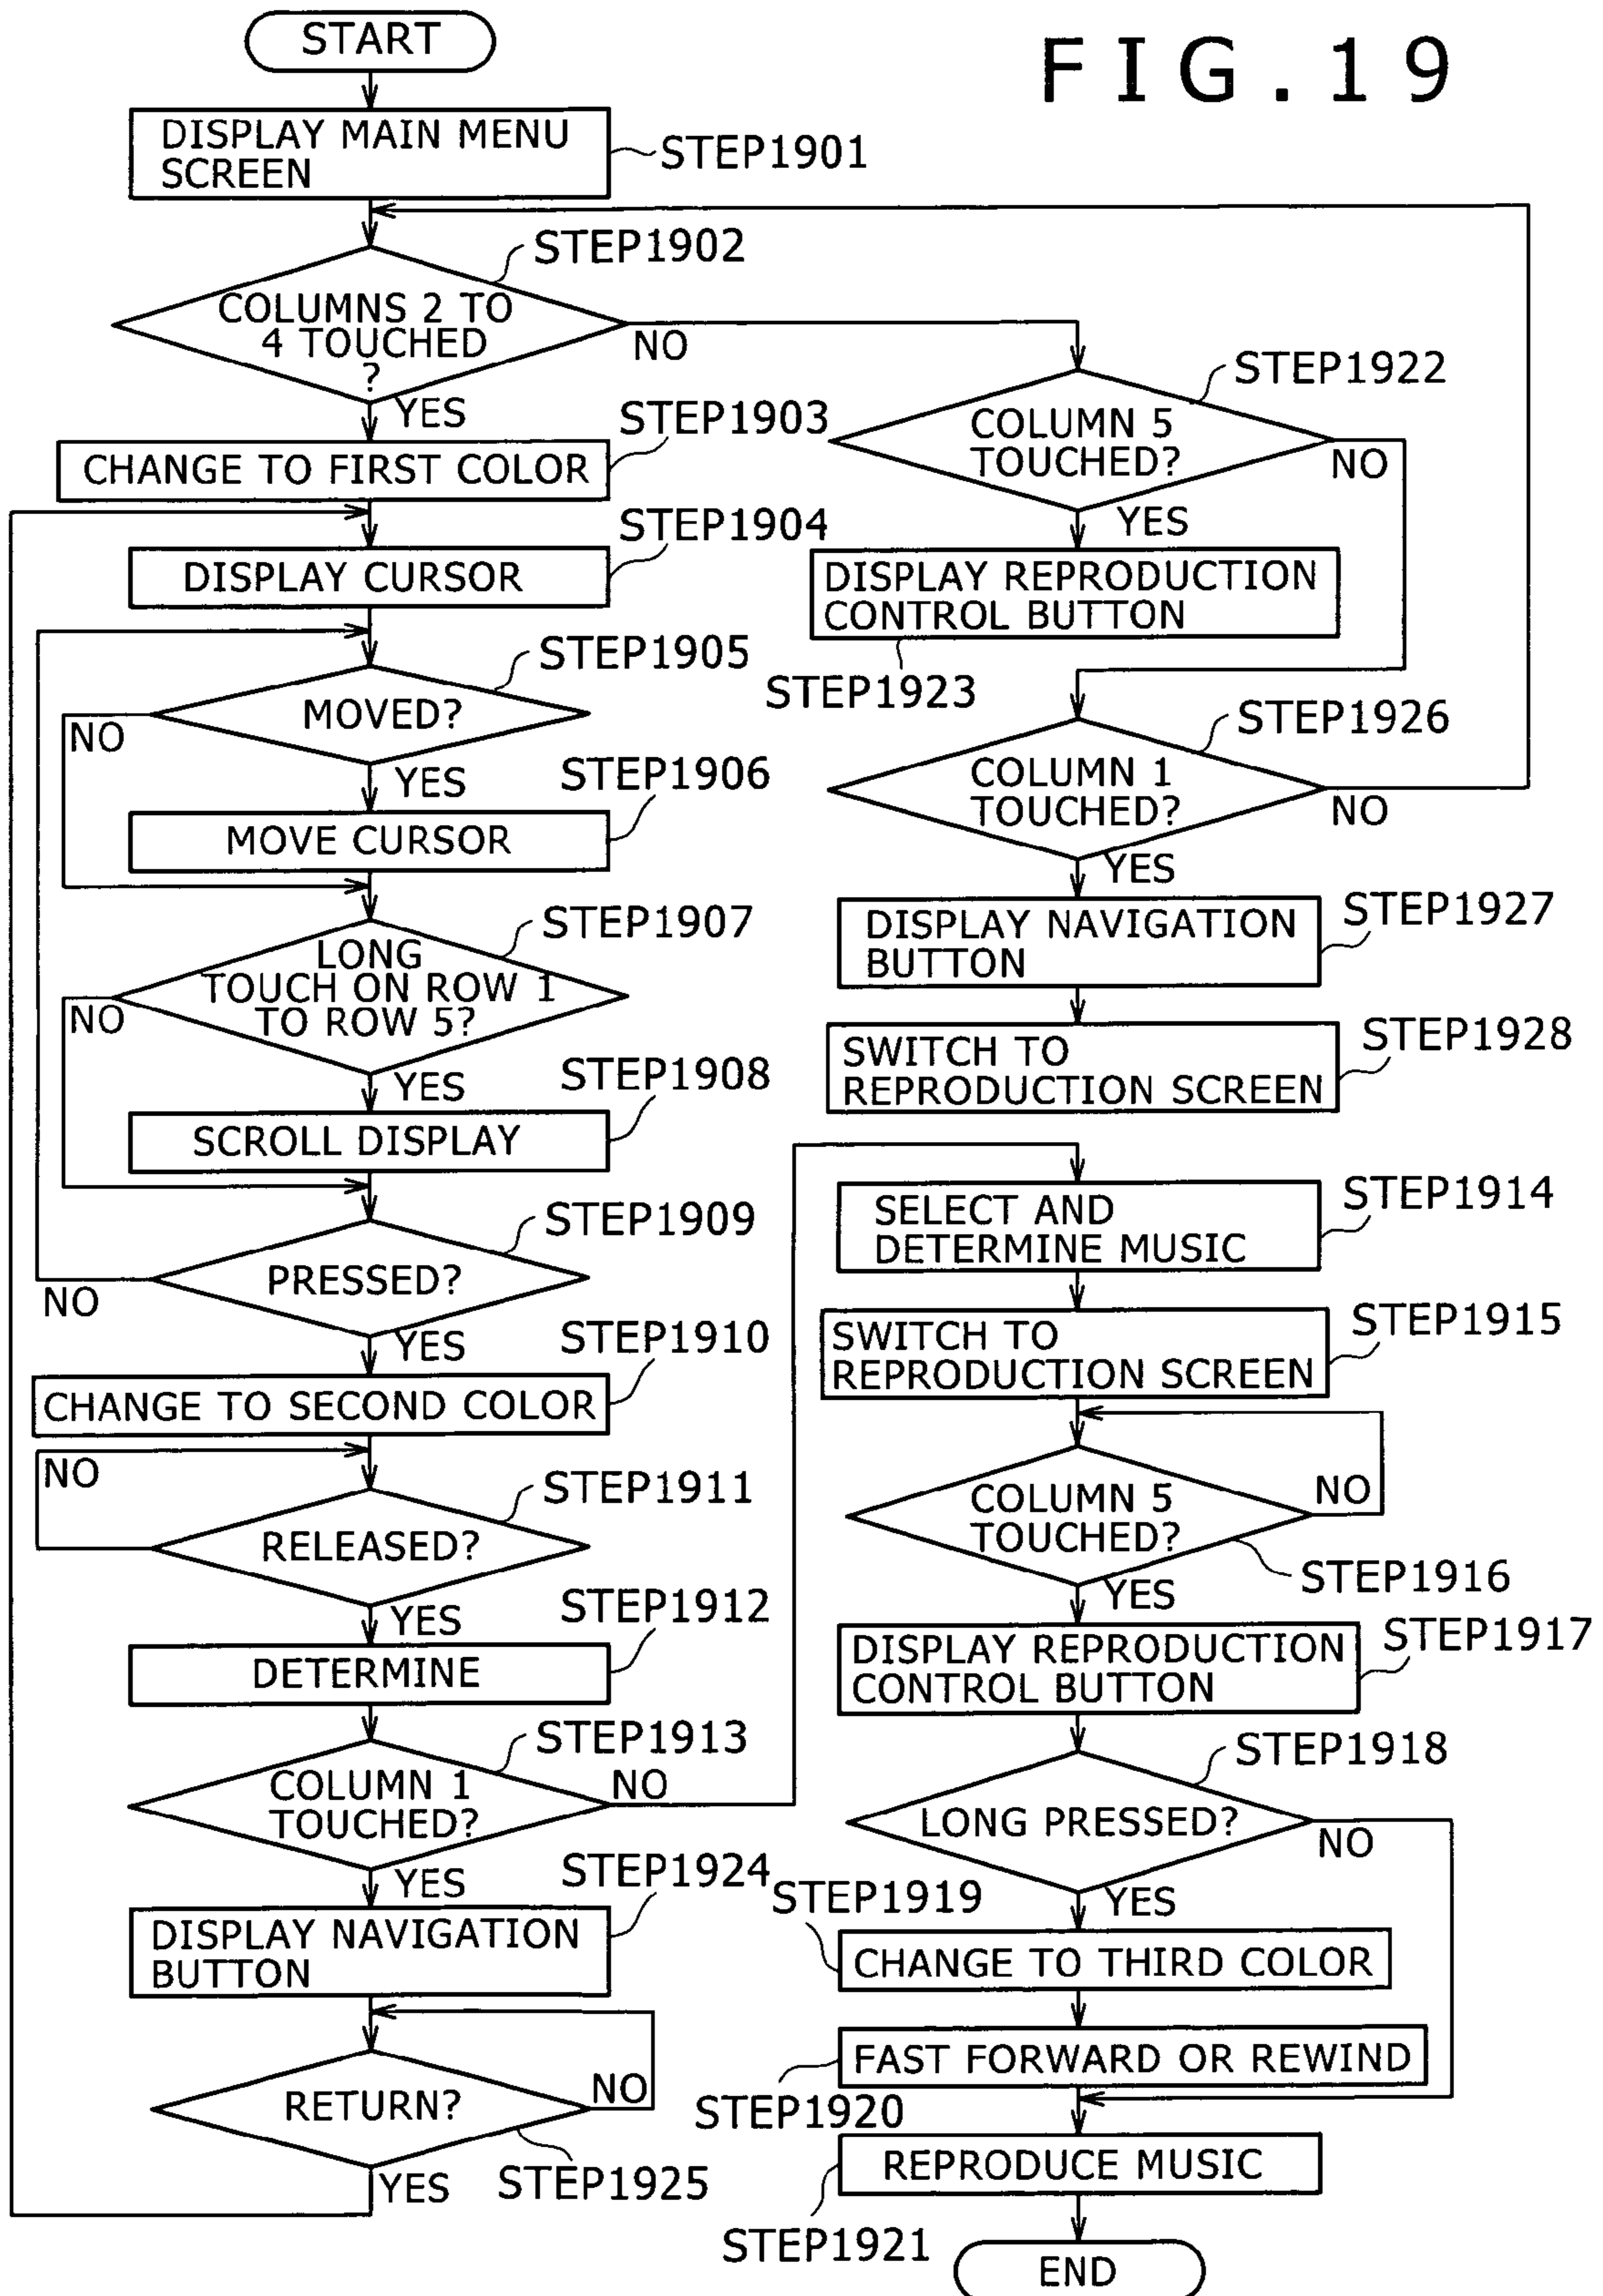 FIG.19
START
DISPLAY MAIN MENU
SCREEN
STEP1901
STEP1902
COLUMNS 2 TO
4 TOUCHED
?
NO
YES
STEP1903
CHANGE TO FIRST COLOR
STEP1904
DISPLAY CURSOR
STEP1905
MOVED?
NO
YES
STEP1906
MOVE CURSOR
STEP1907
LONG
TOUCH ON ROW 1
TO ROW 5?
NO
YES
STEP1908
SCROLL DISPLAY
STEP1909
PRESSED?
NO
YES
STEP1910
CHANGE TO SECOND COLOR
NO
STEP1911
RELEASED?
YES
STEP1912
DETERMINE
STEP1913
COLUMN 1
TOUCHED?
NO
YES
STEP1924
DISPLAY NAVIGATION
BUTTON
RETURN?
NO
STEP1925
YES
STEP1922
COLUMN 5
TOUCHED?
NO
YES
DISPLAY REPRODUCTION
CONTROL BUTTON
STEP1923
STEP1926
COLUMN 1
TOUCHED?
NO
YES
STEP1927
DISPLAY NAVIGATION
BUTTON
STEP1928
SWITCH TO
REPRODUCTION SCREEN
STEP1914
SELECT AND
DETERMINE MUSIC
STEP1915
SWITCH TO
REPRODUCTION SCREEN
COLUMN 5
TOUCHED?
NO
STEP1916
YES
STEP1917
DISPLAY REPRODUCTION
CONTROL BUTTON
STEP1918
LONG PRESSED?
NO
YES
STEP1919
CHANGE TO THIRD COLOR
FAST FORWARD OR REWIND
STEP1920
REPRODUCE MUSIC
STEP1921
END